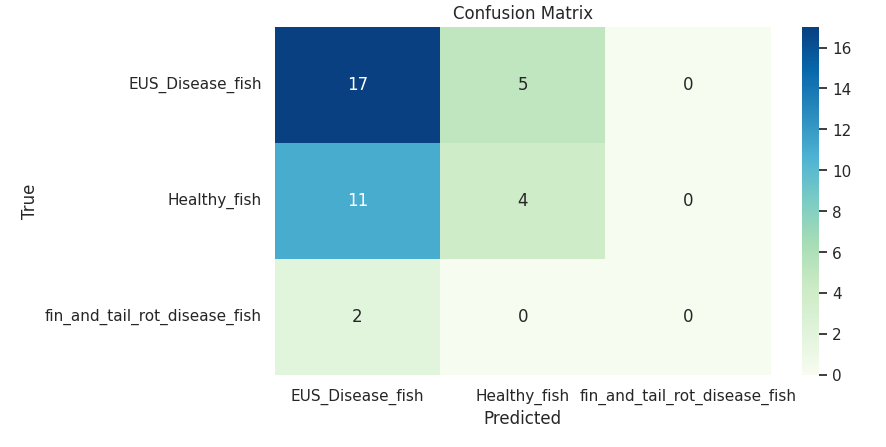 Confusion Matrix
EUS_Disease_fish
17 5 0
Healthy_fish
11 4 0
fin_and_tail_rot_disease_fish
2 0 0
EUS_Disease_fish Healthy_fish fin_and_tail_rot_disease_fish
Predicted
True
16
14
12
10
8
6
4
2
0